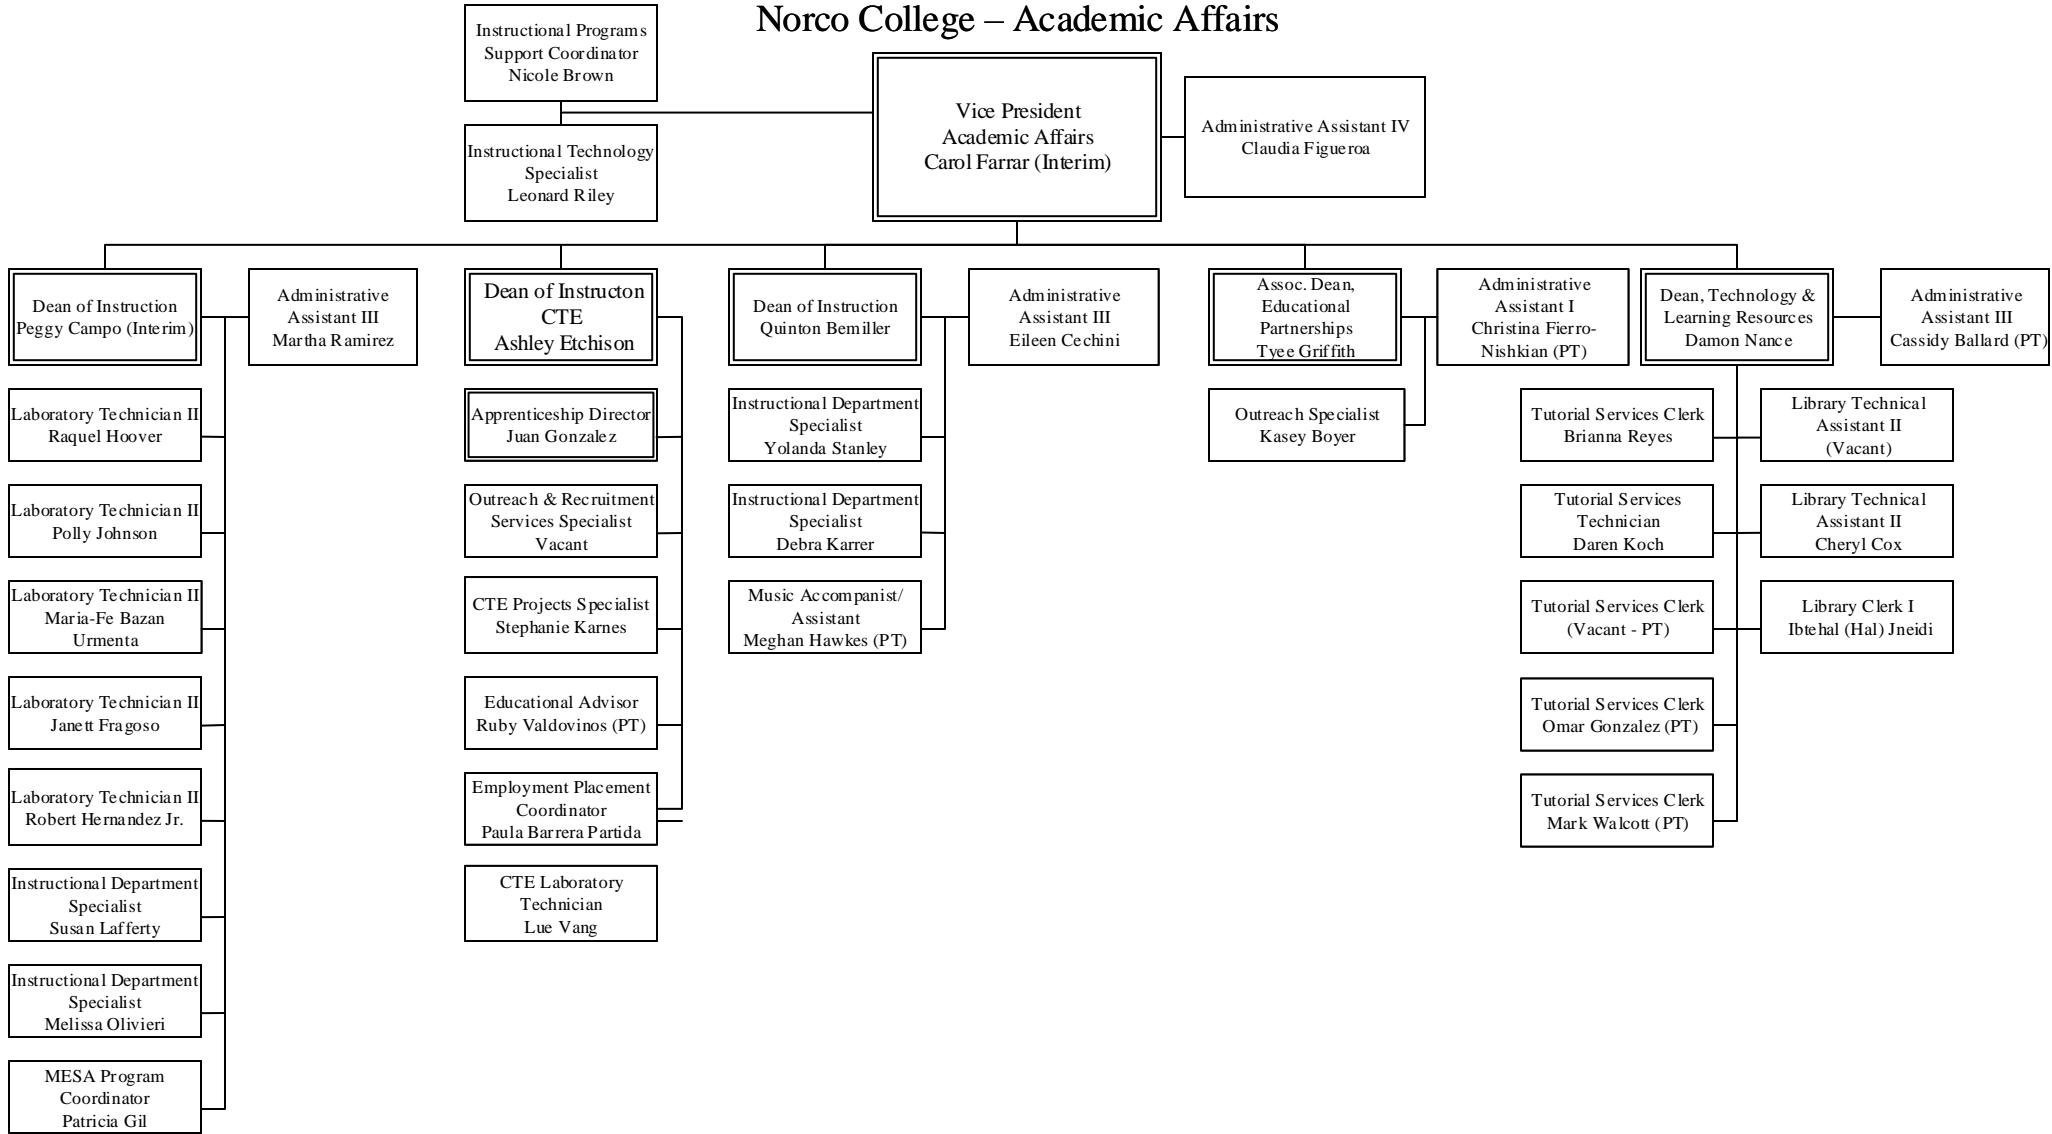 Norco College – Academic Affairs
Instructional Programs
Support Coordinator
Nicole Brown
Instructional Technology
Specialist
Leonard Riley
Vice President
Academic Affairs
Carol Farrar (Interim)
Administrative Assistant IV
Claudia Figueroa
Dean of Instruction
Peggy Campo (Interim)
Administrative
Assistant III
Martha Ramirez
Laboratory Technician II
Raquel Hoover
Laboratory Technician II
Polly Johnson
Laboratory Technician II
Maria-Fe Bazan
Urmenta
Laboratory Technician II
Janett Fragoso
Laboratory Technician II
Robert Hernandez Jr.
Instructional Department
Specialist
Susan Lafferty
Instructional Department
Specialist
Melissa Olivieri
MESA Program
Coordinator
Patricia Gil
Dean of Instructon
CTE
Ashley Etchison
Apprenticeship Director
Juan Gonzalez
Outreach & Recruitment
Services Specialist
Vacant
CTE Projects Specialist
Stephanie Karnes
Educational Advisor
Ruby Valdovinos (PT)
Employment Placement
Coordinator
Paula Barrera Partida
CTE Laboratory
Technician
Lue Vang
Dean of Instruction
Quinton Bemiller
Administrative
Assistant III
Eileen Cechini
Instructional Department
Specialist
Yolanda Stanley
Instructional Department
Specialist
Debra Karrer
Music Accompanist/
Assistant
Meghan Hawkes (PT)
Assoc. Dean,
Educational
Partnerships
Tyee Griffith
Administrative
Assistant I
Christina Fierro-
Nishkian (PT)
Outreach Specialist
Kasey Boyer
Dean, Technology &
Learning Resources
Damon Nance
Administrative
Assistant III
Cassidy Ballard (PT)
Tutorial Services Clerk
Brianna Reyes
Library Technical
Assistant II
(Vacant)
Tutorial Services
Technician
Daren Koch
Library Technical
Assistant II
Cheryl Cox
Tutorial Services Clerk
(Vacant - PT)
Library Clerk I
Ibtehal (Hal) Jneidi
Tutorial Services Clerk
Omar Gonzalez (PT)
Tutorial Services Clerk
Mark Walcott (PT)